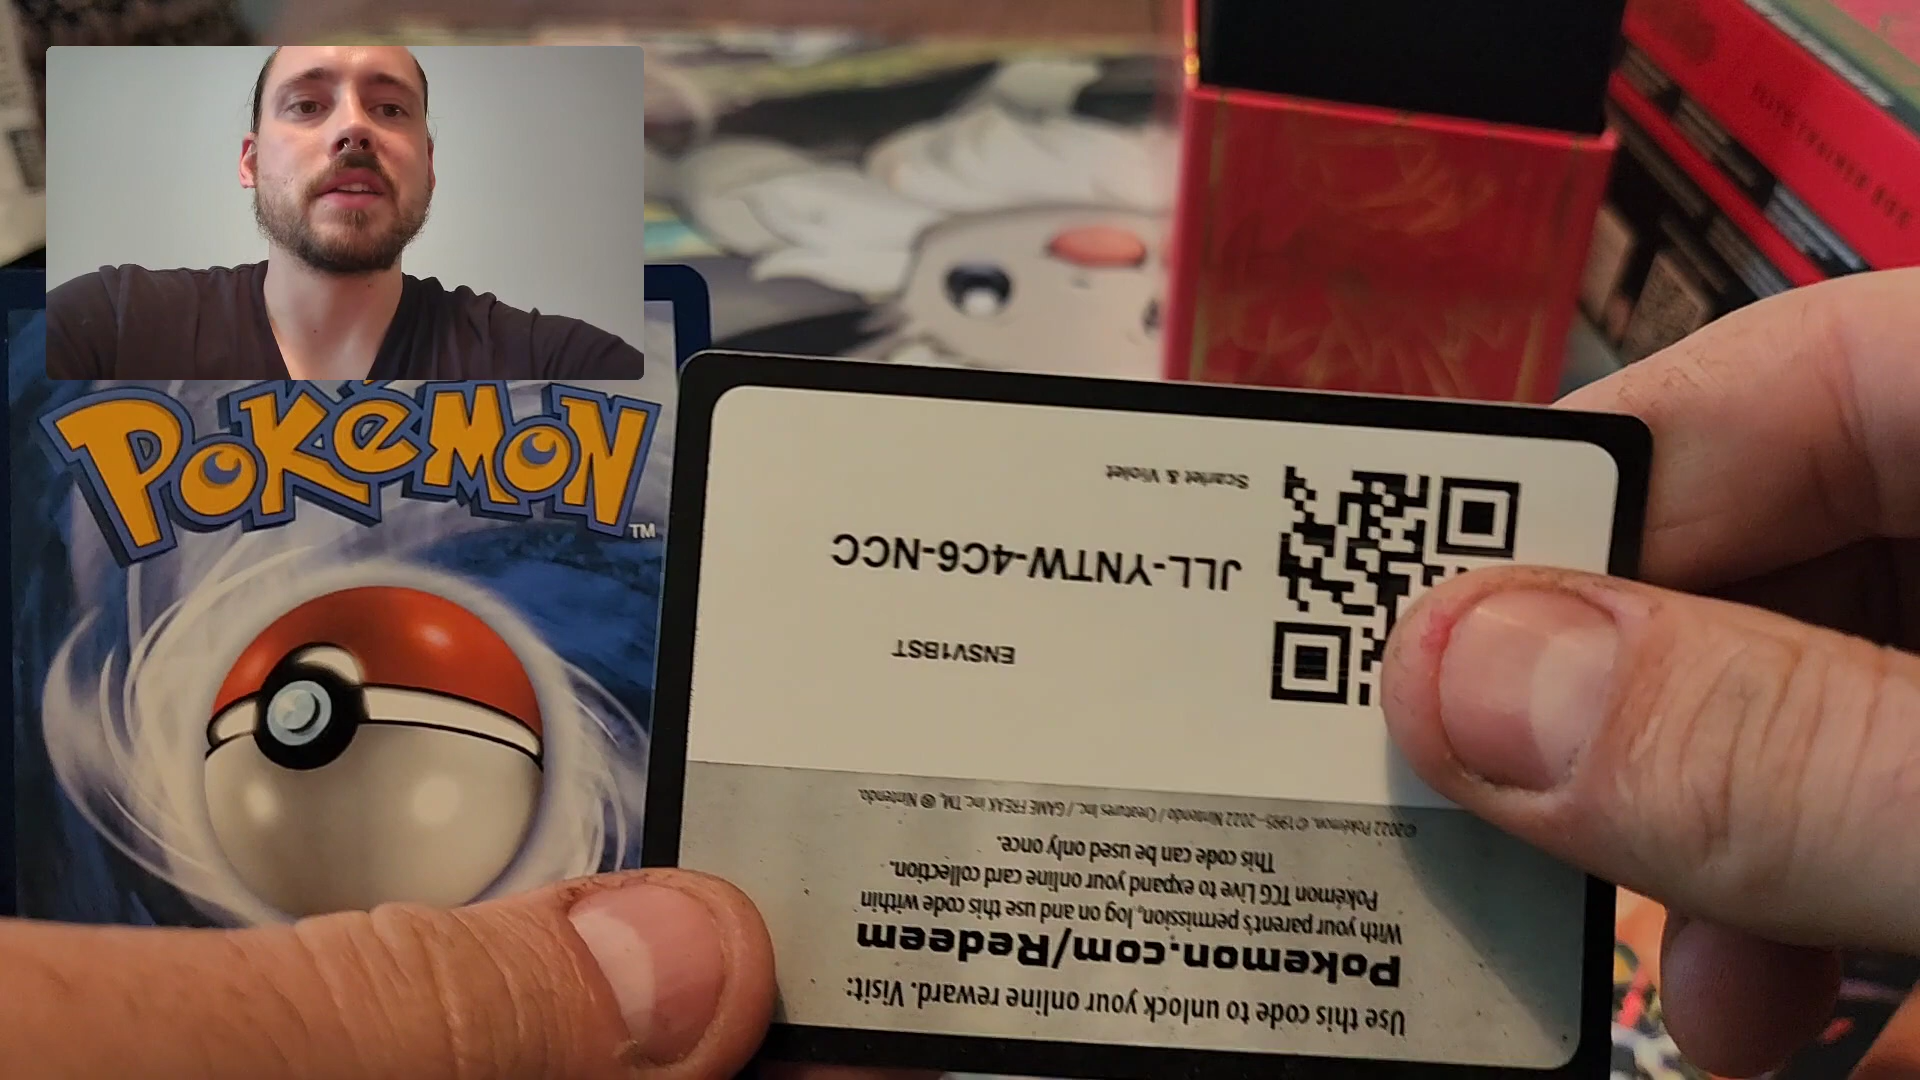 POKéMON
TM
Use this code to unlock your online reward. Visit:
Pokemon.com/Redeem
With your parent's permission, log on and use this code within
Pokémon TCG Live to expand your online card collection.
This code can be used only once.
©2022 Pokémon. ©1995–2022 Nintendo / Creatures Inc. / GAME FREAK inc. TM, ® Nintendo.
ENSV1BST
JLL-YNTW-4C6-NCC
Scarlet & Violet